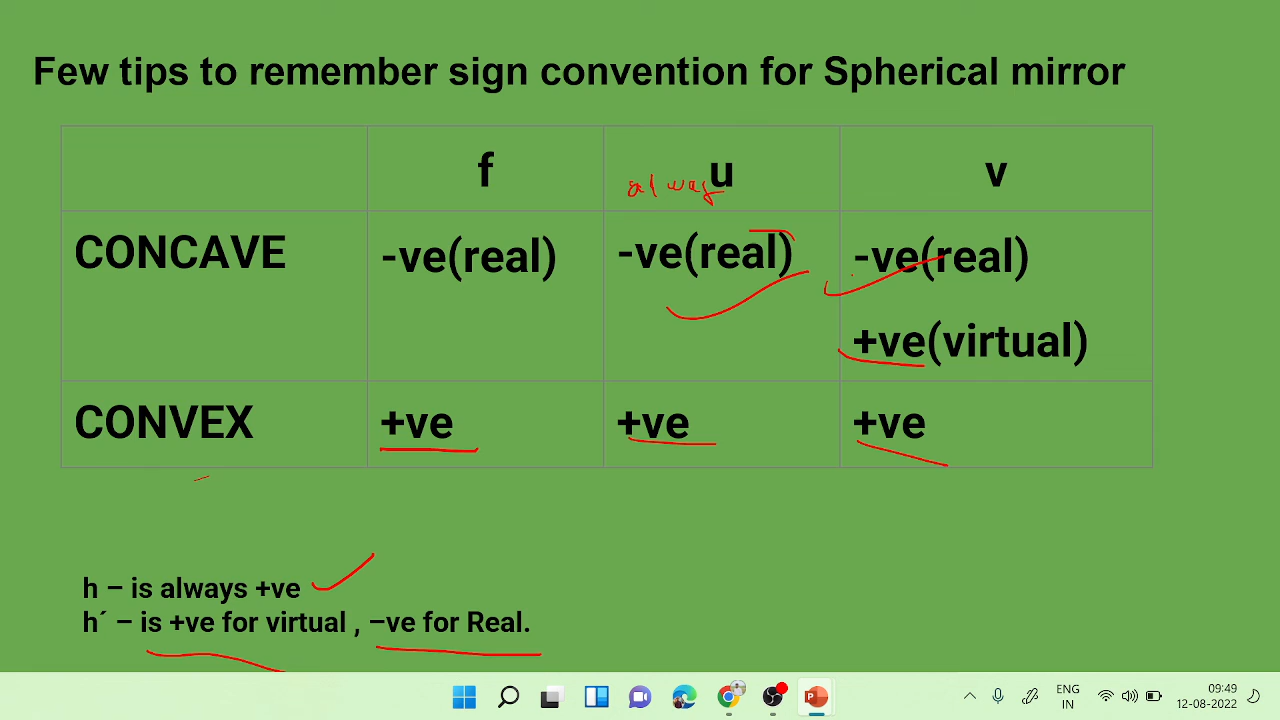 Few tips to remember sign convention for Spherical mirror
f
alway
u
v
CONCAVE
-ve(real)
-ve(real)
-ve(real)
+ve(virtual)
CONVEX
+ve
+ve
+ve
h – is always +ve
h´ – is +ve for virtual , –ve for Real.
ENG
IN
09:49
12-08-2022